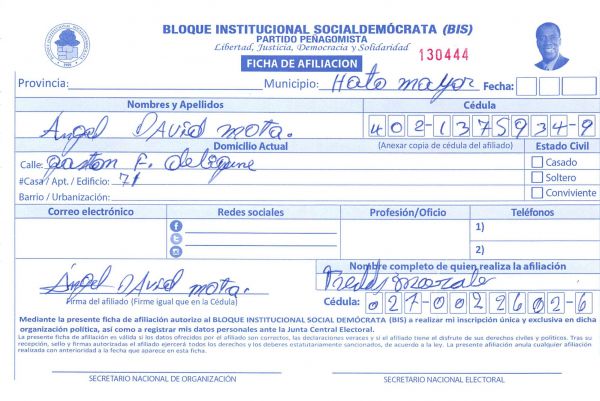 BLOQUE INSTITUCIONAL SOCIALDEMÓCRATA (BIS)
PARTIDO PEÑAGOMISTA
Libertad, Justicia, Democracia y Solidaridad
FICHA DE AFILIACION
130444
Provincia: Municipio: Hato mayor Fecha:
Nombres y Apellidos Cédula
Angel DAVID mota. 402-1375934-9
Domicilio Actual (Anexar copia de cédula del afiliado) Estado Civil
Calle: gaston F. deligne Casado
#Casa / Apt. / Edificio: 71 Soltero
Barrio / Urbanización: Conviviente
Correo electrónico Redes sociales Profesión/Oficio Teléfonos
1)
2)
Angel DAVID mota. Freddy
Firma del afiliado (Firme igual que en la Cédula) Nombre completo de quien realiza la afiliación
Cédula: 027-0022602-6
Mediante la presente ficha de afiliado autorizo al BLOQUE INSTITUCIONAL SOCIAL DEMÓCRATA (BIS) a realizar mi inscripción única y exclusiva en dicha
organización política, así como a registrar mis datos personales ante la Junta Central Electoral.
La presente ficha de afiliación es válida si los datos ofrecidos por el afiliado son correctos, las declaraciones veraces y si el afiliado tiene el disfrute de sus derechos civiles y políticos. Tras su
recepción, sello y firmas autorizadas el afiliado ejercerá todos los derechos y los deberes estatutariamente sancionados, de acuerdo a la ley. La presente afiliación anula cualquier afiliación
realizada con anterioridad a la fecha que aparece en esta ficha.
SECRETARIO NACIONAL DE ORGANIZACIÓN SECRETARIO NACIONAL ELECTORAL